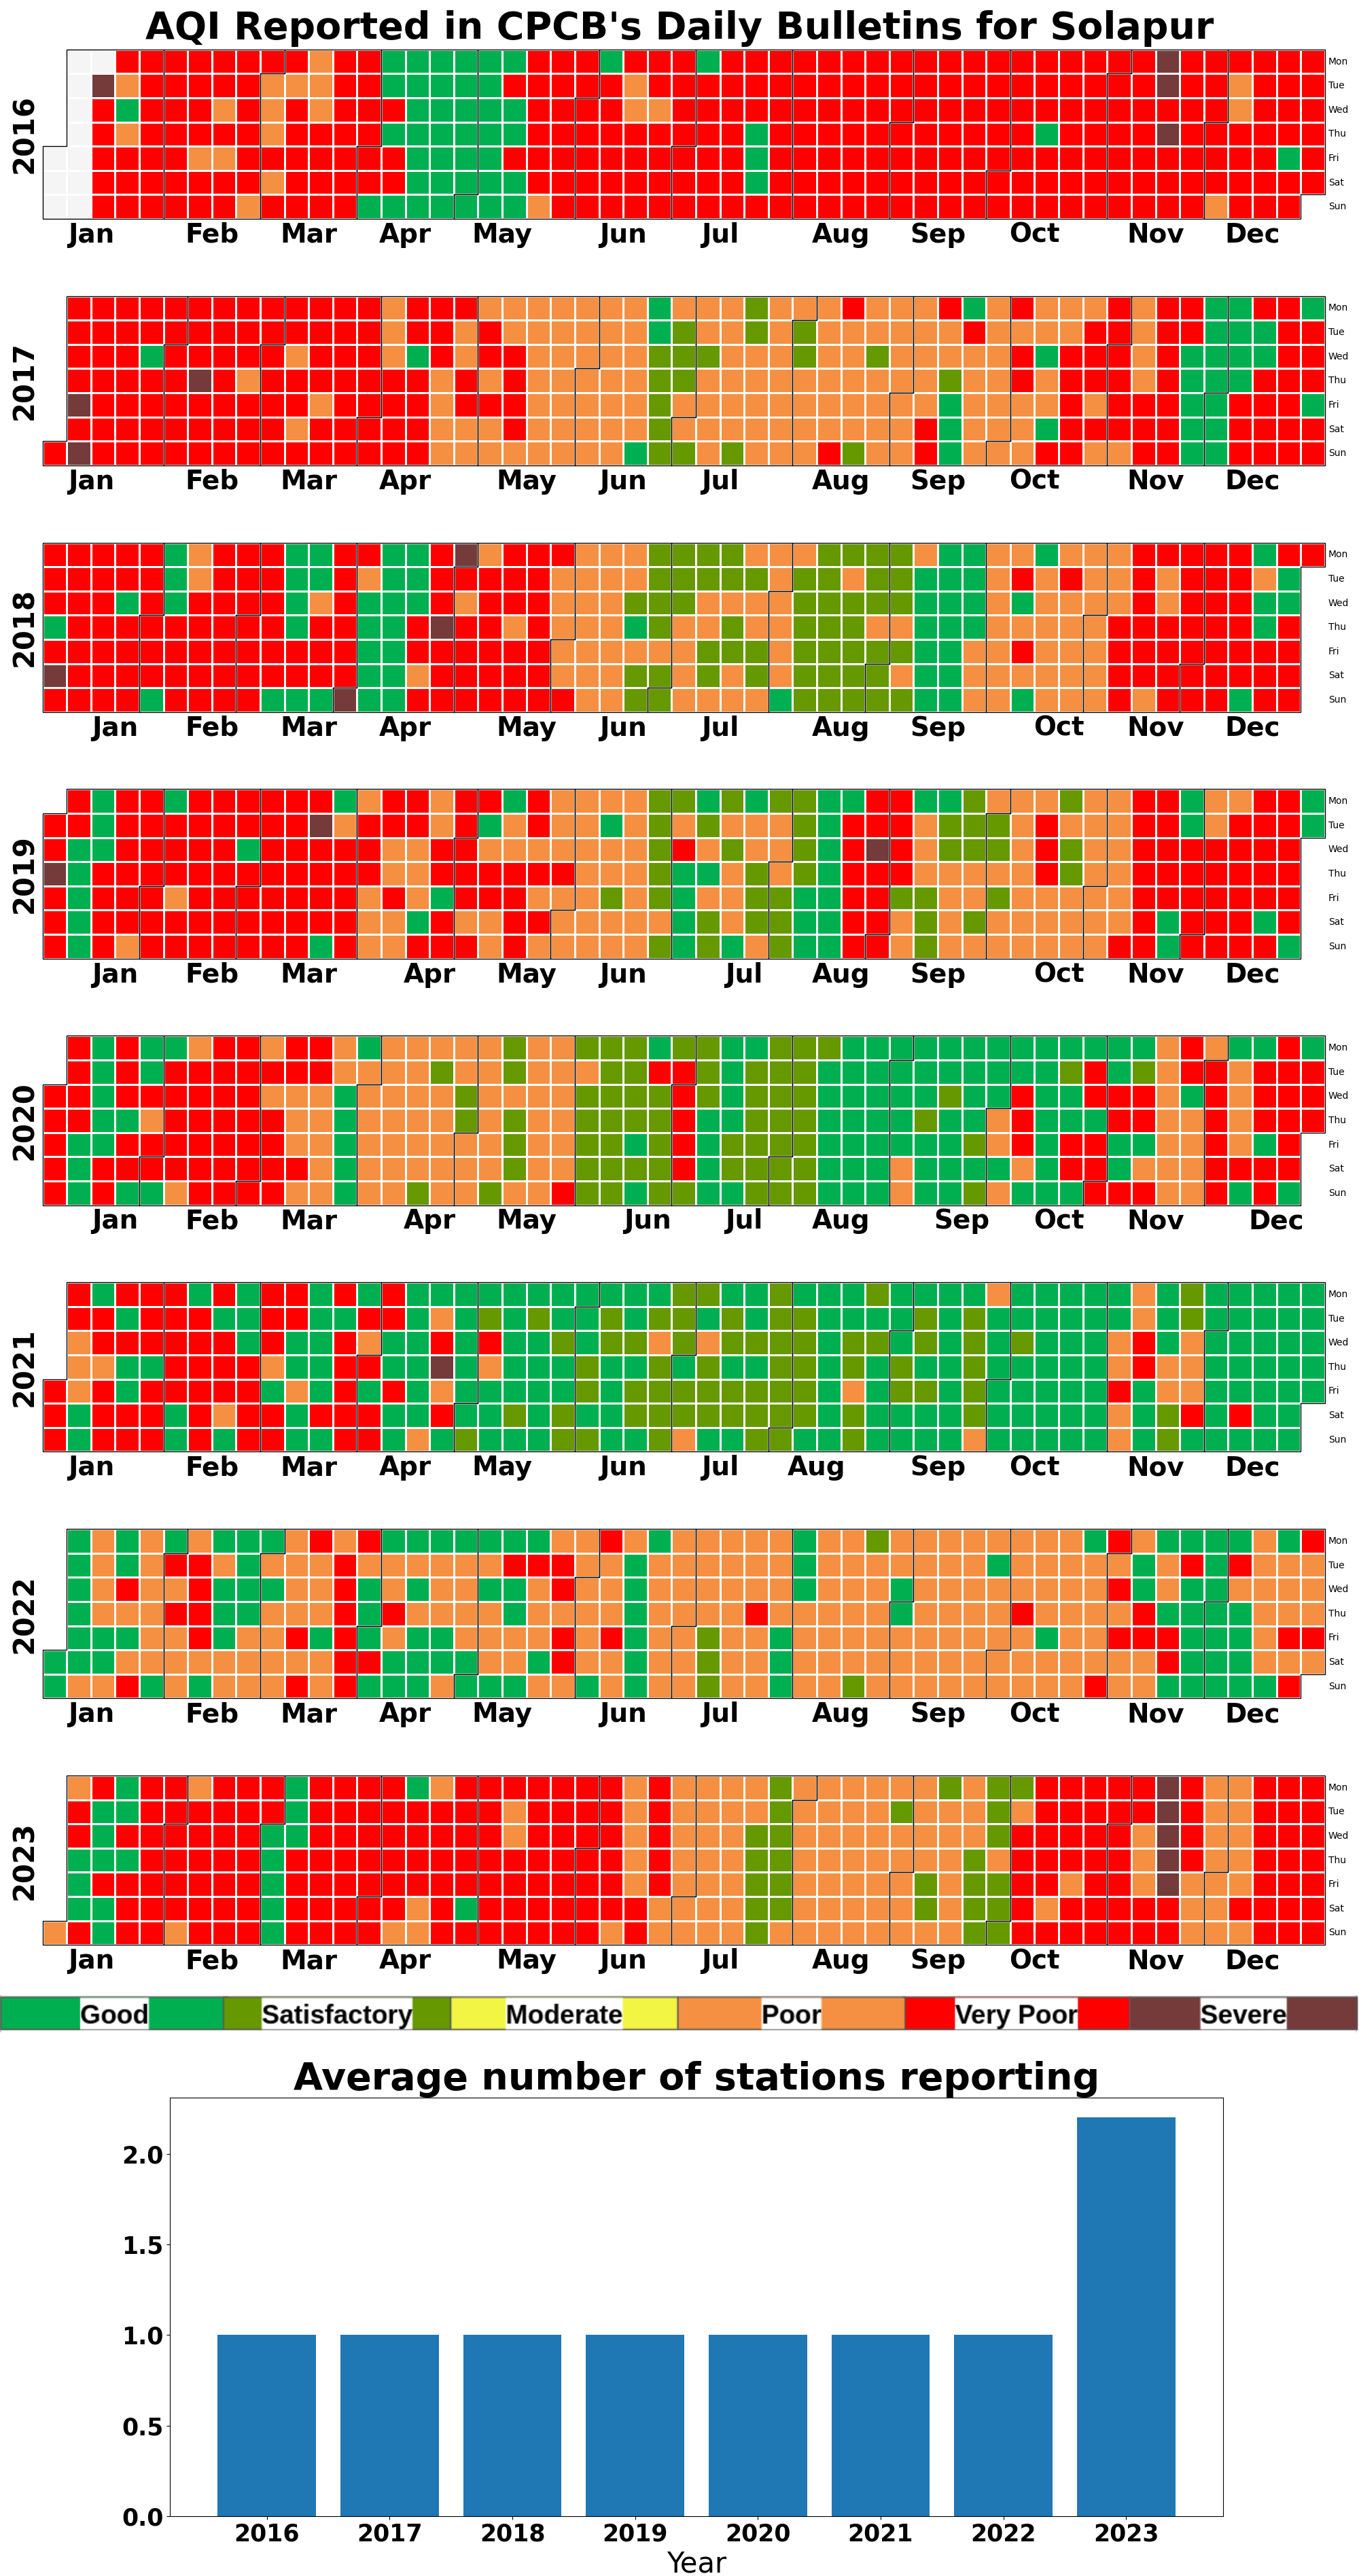 AQI Reported in CPCB's Daily Bulletins for Solapur
2016
Mon
Tue
Wed
Thu
Fri
Sat
Sun
Jan Feb Mar Apr May Jun Jul Aug Sep Oct Nov Dec
2017
Mon
Tue
Wed
Thu
Fri
Sat
Sun
Jan Feb Mar Apr May Jun Jul Aug Sep Oct Nov Dec
2018
Mon
Tue
Wed
Thu
Fri
Sat
Sun
Jan Feb Mar Apr May Jun Jul Aug Sep Oct Nov Dec
2019
Mon
Tue
Wed
Thu
Fri
Sat
Sun
Jan Feb Mar Apr May Jun Jul Aug Sep Oct Nov Dec
2020
Mon
Tue
Wed
Thu
Fri
Sat
Sun
Jan Feb Mar Apr May Jun Jul Aug Sep Oct Nov Dec
2021
Mon
Tue
Wed
Thu
Fri
Sat
Sun
Jan Feb Mar Apr May Jun Jul Aug Sep Oct Nov Dec
2022
Mon
Tue
Wed
Thu
Fri
Sat
Sun
Jan Feb Mar Apr May Jun Jul Aug Sep Oct Nov Dec
2023
Mon
Tue
Wed
Thu
Fri
Sat
Sun
Jan Feb Mar Apr May Jun Jul Aug Sep Oct Nov Dec
Good Satisfactory Moderate Poor Very Poor Severe
Average number of stations reporting
2.0
1.5
1.0
0.5
0.0
2016 2017 2018 2019 2020 2021 2022 2023
Year